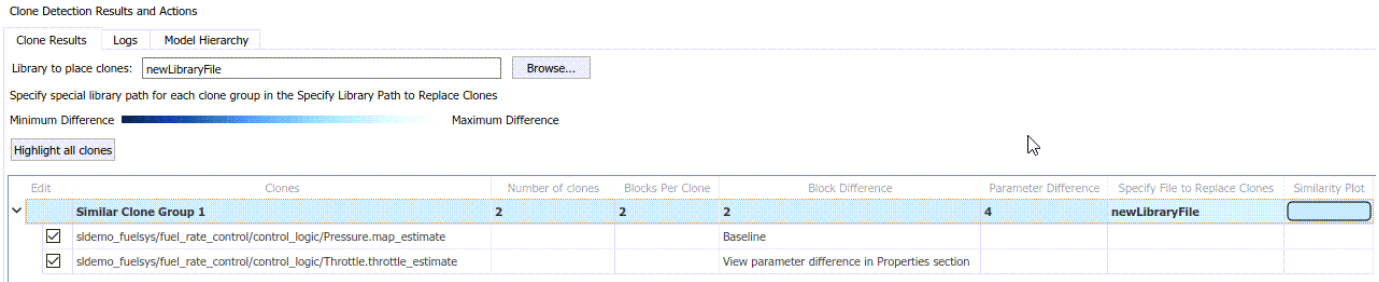 Clone Detection Results and Actions
Clone Results Logs Model Hierarchy
Library to place clones: newLibraryFile Browse...
Specify special library path for each clone group in the Specify Library Path to Replace Clones
Minimum Difference Maximum Difference
Highlight all clones
Edit Clones Number of clones Blocks Per Clone Block Difference Parameter Difference Specify File to Replace Clones Similarity Plot
Similar Clone Group 1 2 2 2 4 newLibraryFile
sldemo_fuelsys/fuel_rate_control/control_logic/Pressure.map_estimate Baseline
sldemo_fuelsys/fuel_rate_control/control_logic/Throttle.throttle_estimate View parameter difference in Properties section